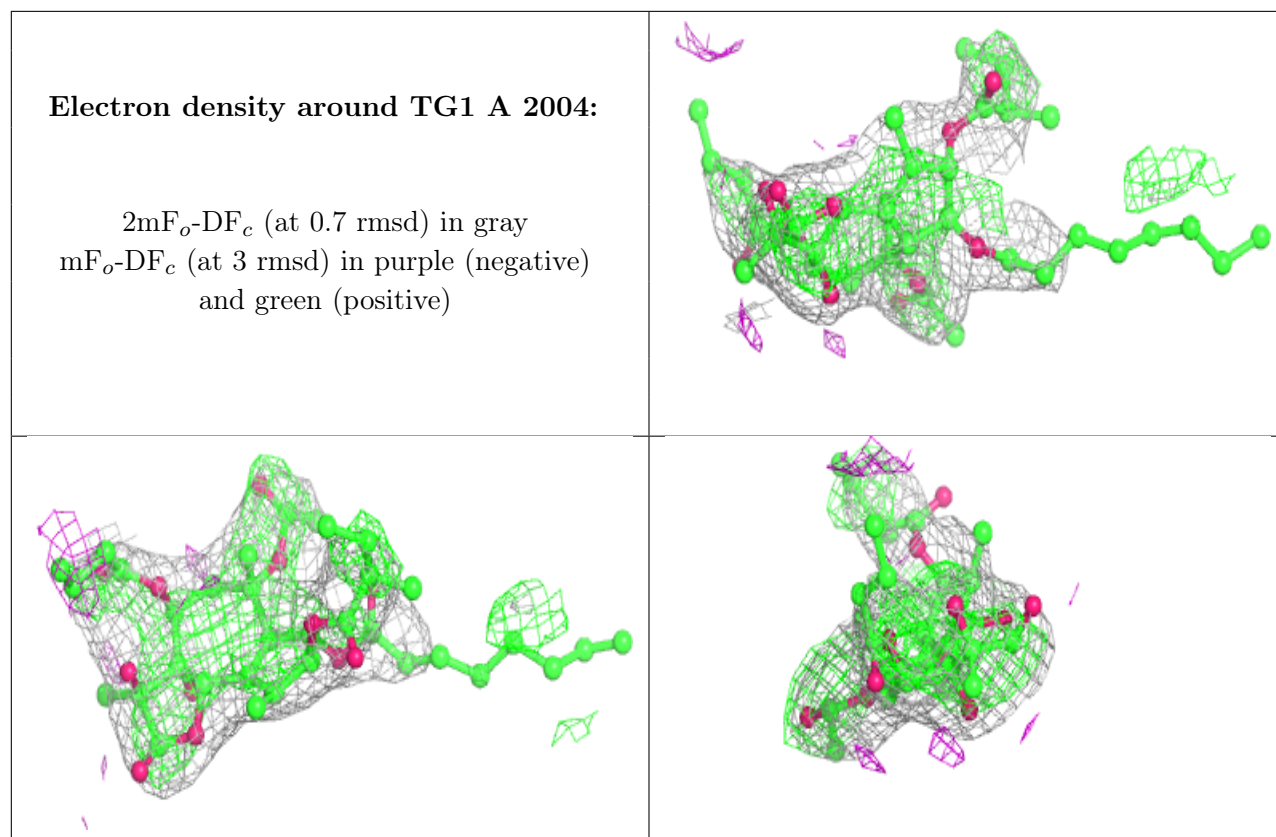 Electron density around TG1 A 2004:
2mFₒ-DF𝒸 (at 0.7 rmsd) in gray
mFₒ-DF𝒸 (at 3 rmsd) in purple (negative)
and green (positive)